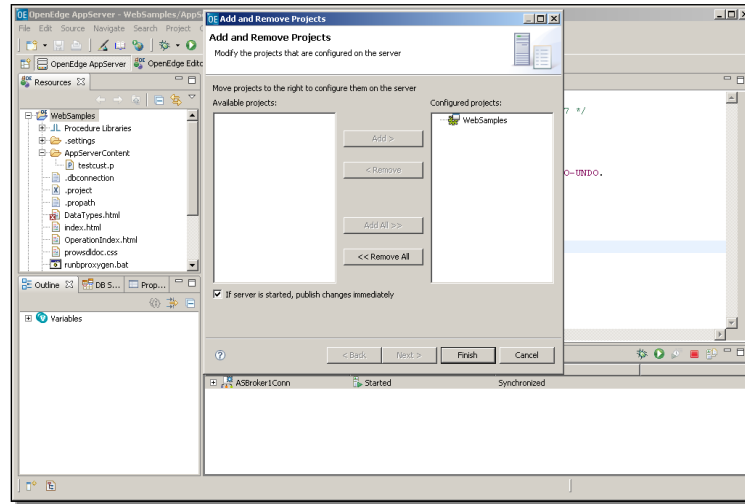 OpenEdge AppServer - WebSamples/AppS
File Edit Source Navigate Search Project
OpenEdge AppServer
OpenEdge Edito
Resources
WebSamples
Procedure Libraries
.settings
AppServerContent
testcust.p
.dbconnection
.project
.propath
DataTypes.html
index.html
OperationIndex.html
prowsdldoc.css
runbproxygen.bat
Outline
DB S...
Prop...
Variables
Add and Remove Projects
Add and Remove Projects
Modify the projects that are configured on the server
Move projects to the right to configure them on the server
Available projects:
Configured projects:
WebSamples
Add >
< Remove
Add All >>
<< Remove All
If server is started, publish changes immediately
< Back
Next >
Finish
Cancel
7 */
O-UNDO.
ASBroker1Conn
Started
Synchronized